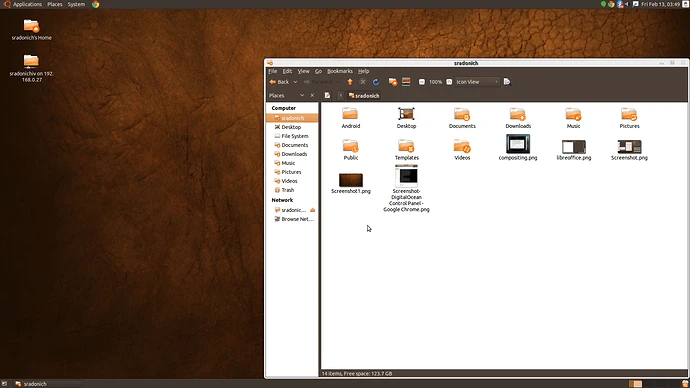 Applications Places System
Fri Feb 13, 03:49
sradonich's Home
sradonichiv on 192.
168.0.27
sradonich
File Edit View Go Bookmarks Help
Back
100% Icon View
Places
sradonich
Computer
sradonich
Desktop
File System
Documents
Downloads
Music
Pictures
Videos
Trash
Network
sradonic...
Browse Net...
Android Desktop Documents Downloads Music Pictures
Public Templates Videos compositing.png libreoffice.png Screenshot.png
Screenshot1.png
Screenshot-
DigitalOcean
Control Panel -
Google Chrome.png
14 items, Free space: 123.7 GB
sradonich